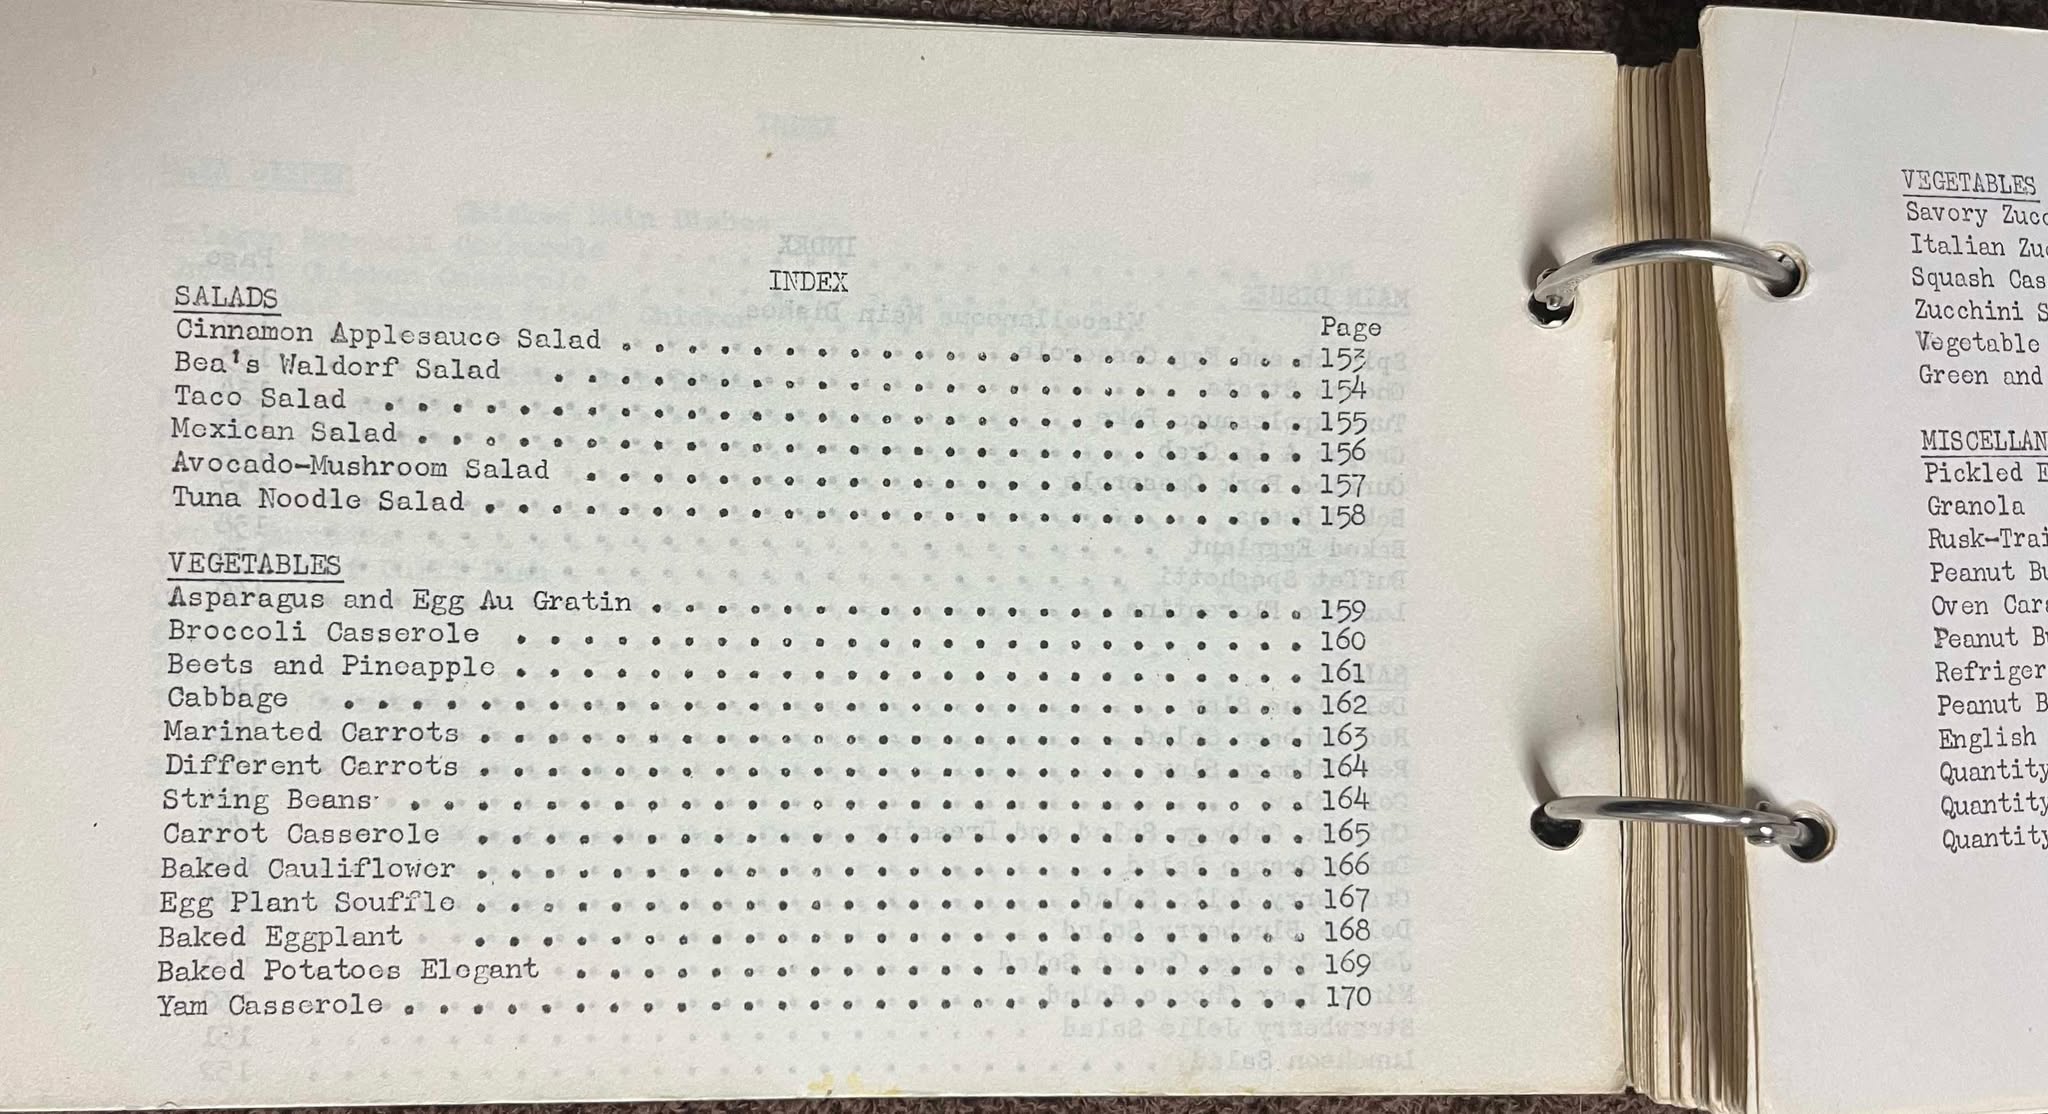 INDEX
SALADS
Page
Cinnamon Applesauce Salad . . . . . . . . . . . . . . . . . . . . . 153
Bea's Waldorf Salad . . . . . . . . . . . . . . . . . . . . . . . 154
Taco Salad . . . . . . . . . . . . . . . . . . . . . . . . . . . . 155
Mexican Salad . . . . . . . . . . . . . . . . . . . . . . . . . . . 156
Avocado-Mushroom Salad . . . . . . . . . . . . . . . . . . . . . . 157
Tuna Noodle Salad . . . . . . . . . . . . . . . . . . . . . . . . . 158
VEGETABLES
Asparagus and Egg Au Gratin . . . . . . . . . . . . . . . . . . . . 159
Broccoli Casserole . . . . . . . . . . . . . . . . . . . . . . . . 160
Beets and Pineapple . . . . . . . . . . . . . . . . . . . . . . . . 161
Cabbage . . . . . . . . . . . . . . . . . . . . . . . . . . . . . 162
Marinated Carrots . . . . . . . . . . . . . . . . . . . . . . . . . 163
Different Carrots . . . . . . . . . . . . . . . . . . . . . . . . . 164
String Beans . . . . . . . . . . . . . . . . . . . . . . . . . . . 164
Carrot Casserole . . . . . . . . . . . . . . . . . . . . . . . . . 165
Baked Cauliflower . . . . . . . . . . . . . . . . . . . . . . . . . 166
Egg Plant Souffle . . . . . . . . . . . . . . . . . . . . . . . . . 167
Baked Eggplant . . . . . . . . . . . . . . . . . . . . . . . . . . 168
Baked Potatoes Elegant . . . . . . . . . . . . . . . . . . . . . . 169
Yam Casserole . . . . . . . . . . . . . . . . . . . . . . . . . . . 170
VEGETABLES
Savory
Italian
Squash
Zucchini
Vegetable
Green and
Pickled
Granola
Peanut
Oven
Peanut
Peanut
English
Quantity
Quantity
Quantity